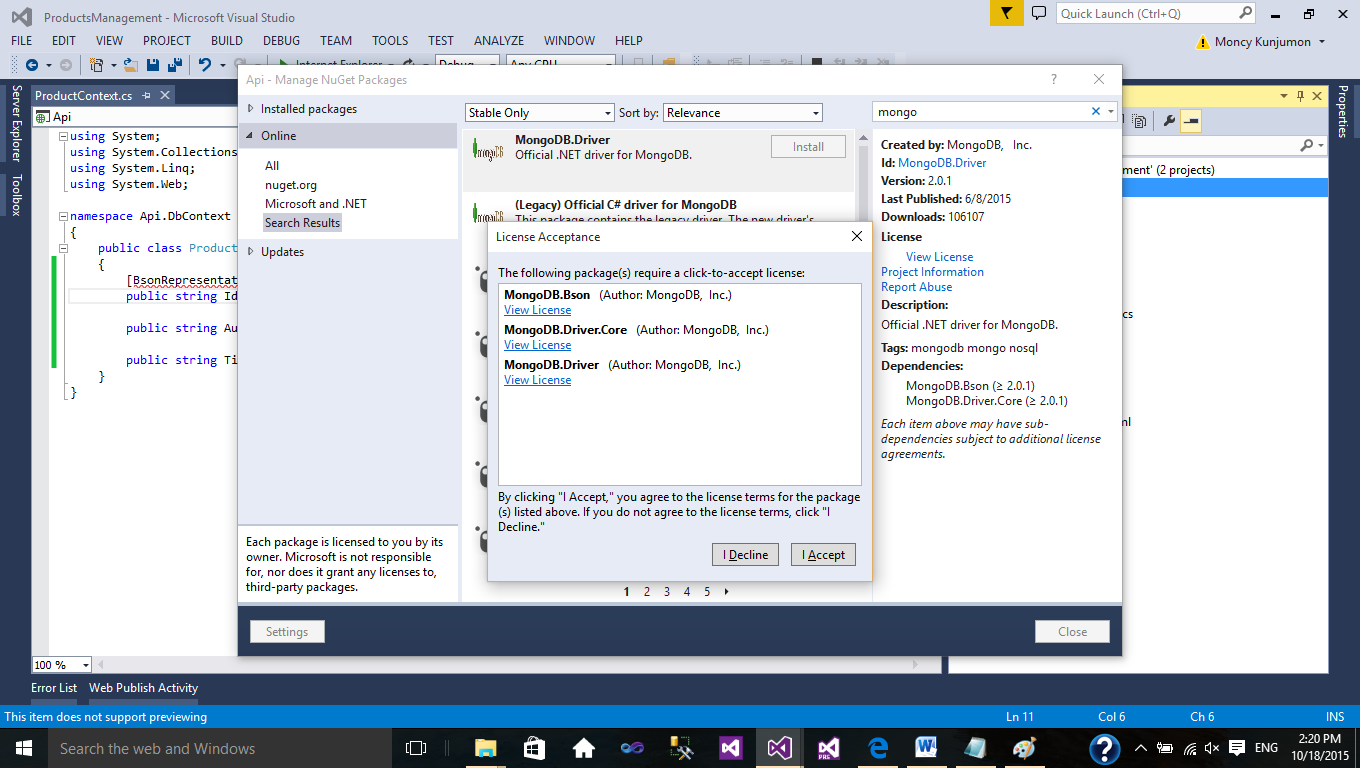 ProductsManagement - Microsoft Visual Studio
Quick Launch (Ctrl+Q)
FILE EDIT VIEW PROJECT BUILD DEBUG TEAM TOOLS TEST ANALYZE WINDOW HELP
Moncy Kunjumon
Internet Explorer Debug Any CPU
Server Explorer
Toolbox
Properties
ProductContext.cs
Api
using System;
using System.Collections
using System.Linq;
using System.Web;
namespace Api.DbContext
{
public class Product
{
[BsonRepresentat
public string Id
public string Au
public string Ti
}
}
100 %
Api - Manage NuGet Packages
?
Installed packages
Online
All
nuget.org
Microsoft and .NET
Search Results
Updates
Each package is licensed to you by its
owner. Microsoft is not responsible
for, nor does it grant any licenses to,
third-party packages.
Settings
Stable Only
Sort by: Relevance
MongoDB.Driver
Official .NET driver for MongoDB.
Install
(Legacy) Official C# driver for MongoDB
This package contains the legacy driver. The new driver's
License Acceptance
The following package(s) require a click-to-accept license:
MongoDB.Bson (Author: MongoDB, Inc.)
View License
MongoDB.Driver.Core (Author: MongoDB, Inc.)
View License
MongoDB.Driver (Author: MongoDB, Inc.)
View License
By clicking "I Accept," you agree to the license terms for the package
(s) listed above. If you do not agree to the license terms, click "I
Decline."
I Decline
I Accept
1 2 3 4 5
mongo
Created by: MongoDB, Inc.
Id: MongoDB.Driver
Version: 2.0.1
Last Published: 6/8/2015
Downloads: 106107
License
View License
Project Information
Report Abuse
Description:
Official .NET driver for MongoDB.
Tags: mongodb mongo nosql
Dependencies:
MongoDB.Bson (≥ 2.0.1)
MongoDB.Driver.Core (≥ 2.0.1)
Each item above may have sub-
dependencies subject to additional license
agreements.
Close
ment' (2 projects)
cs
ml
Error List Web Publish Activity
This item does not support previewing
Ln 11 Col 6 Ch 6 INS
Search the web and Windows
ENG
2:20 PM
10/18/2015